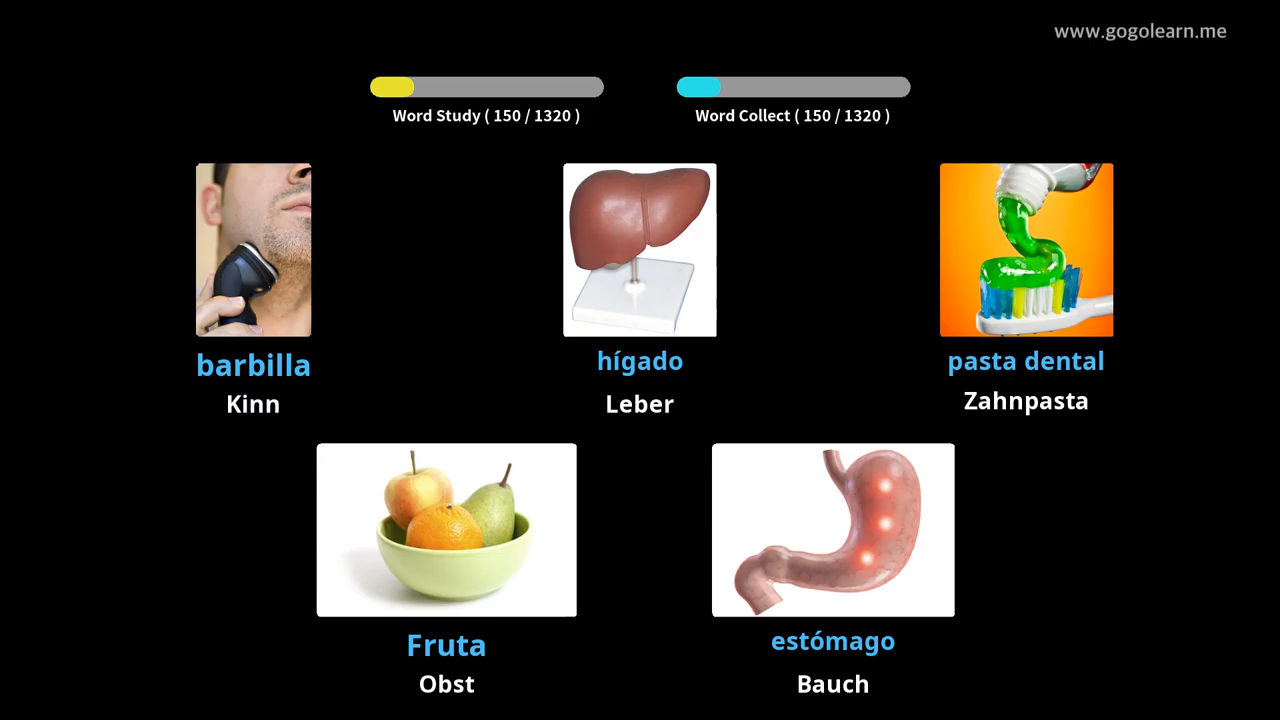 www.gogolearn.me
Word Study ( 150 / 1320 )
Word Collect ( 150 / 1320 )
barbilla
Kinn
hígado
Leber
pasta dental
Zahnpasta
Fruta
Obst
estómago
Bauch